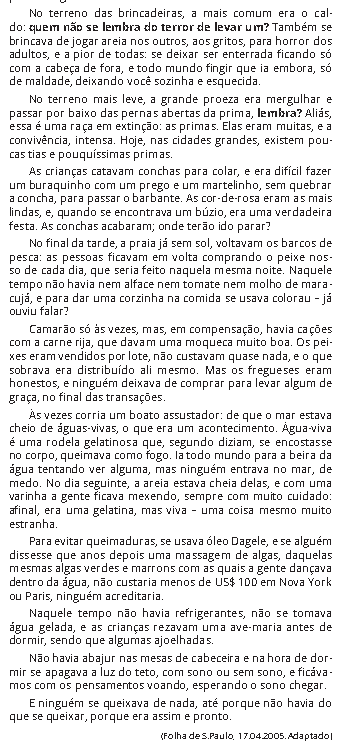 No terreno das brincadeiras, a mais comum era o cal-
do: quem não se lembra do terror de levar um? Também se
brincava de jogar areia nos outros, aos gritos, para horror dos
adultos, e a pior de todas: se deixar ser enterrada ficando só
com a cabeça de fora, e todo mundo fingir que ia embora, só
de maldade, deixando você sozinha e esquecida.
No terreno mais leve, a grande proeza era mergulhar e
passar por baixo das pernas abertas da prima, lembra? Aliás,
essa é uma raça em extinção: as primas. Elas eram muitas, e a
convivência, intensa. Hoje, nas cidades grandes, existem pou-
cas tias e pouquíssimas primas.
As crianças catavam conchas para colar, e era difícil fazer
um buraquinho com um prego e um martelinho, sem quebrar
a concha, para passar o barbante. As cor-de-rosa eram as mais
lindas, e, quando se encontrava um búzio, era uma verdadeira
festa. As conchas acabaram; onde terão ido parar?
No final da tarde, a praia já sem sol, voltavam os barcos de
pesca: as pessoas ficavam em volta comprando o peixe nos-
so de cada dia, que seria feito naquela mesma noite. Naquele
tempo não havia nem alface nem tomate nem molho de mara-
cujá, e para dar uma corzinha na comida se usava colorau – já
ouviu falar?
Camarão só às vezes, mas, em compensação, havia cações
com a carne rija, que davam uma moqueca muito boa. Os pei-
xes eram vendidos por lote, não custavam quase nada, e o que
sobrava era distribuído ali mesmo. Mas os fregueses eram
honestos, e ninguém deixava de comprar para levar algum de
graça, no final das transações.
Às vezes corria um boato assustador: de que o mar estava
cheio de águas-vivas, o que era um acontecimento. Água-viva
é uma rodela gelatinosa que, segundo diziam, se encostasse
no corpo, queimava como fogo. Ia todo mundo para a beira da
água tentando ver alguma, mas ninguém entrava no mar, de
medo. No dia seguinte, a areia estava cheia delas, e com uma
varinha a gente ficava mexendo, sempre com muito cuidado:
afinal, era uma gelatina, mas viva – uma coisa mesmo muito
estranha.
Para evitar queimaduras, se usava óleo Dagele, e se alguém
dissesse que anos depois uma massagem de algas, daquelas
mesmas algas verdes e marrons com as quais a gente dançava
dentro da água, não custaria menos de US$ 100 em Nova York
ou Paris, ninguém acreditaria.
Naquele tempo não havia refrigerantes, não se tomava
água gelada, e as crianças rezavam uma ave-maria antes de
dormir, sendo que algumas ajoelhadas.
Não havia abajur nas mesas de cabeceira e na hora de dor-
mir se apagava a luz do teto, com sono ou sem sono, e ficáva-
mos com os pensamentos voando, esperando o sono chegar.
E ninguém se queixava de nada, até porque não havia do
que se queixar, porque era assim e pronto.
(Folha de S.Paulo, 17.04.2005. Adaptado)